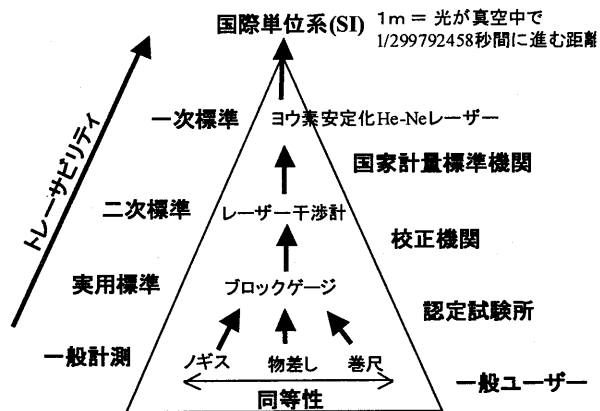 国際単位系(SI)
1m = 光が真空中で
1/299792458秒間に進む距離
トレーサビリティ
一次標準
ヨウ素安定化He-Neレーザー
国家計量標準機関
二次標準
レーザー干渉計
校正機関
実用標準
ブロックゲージ
認定試験所
一般計測
ノギス
物差し
巻尺
一般ユーザー
同等性